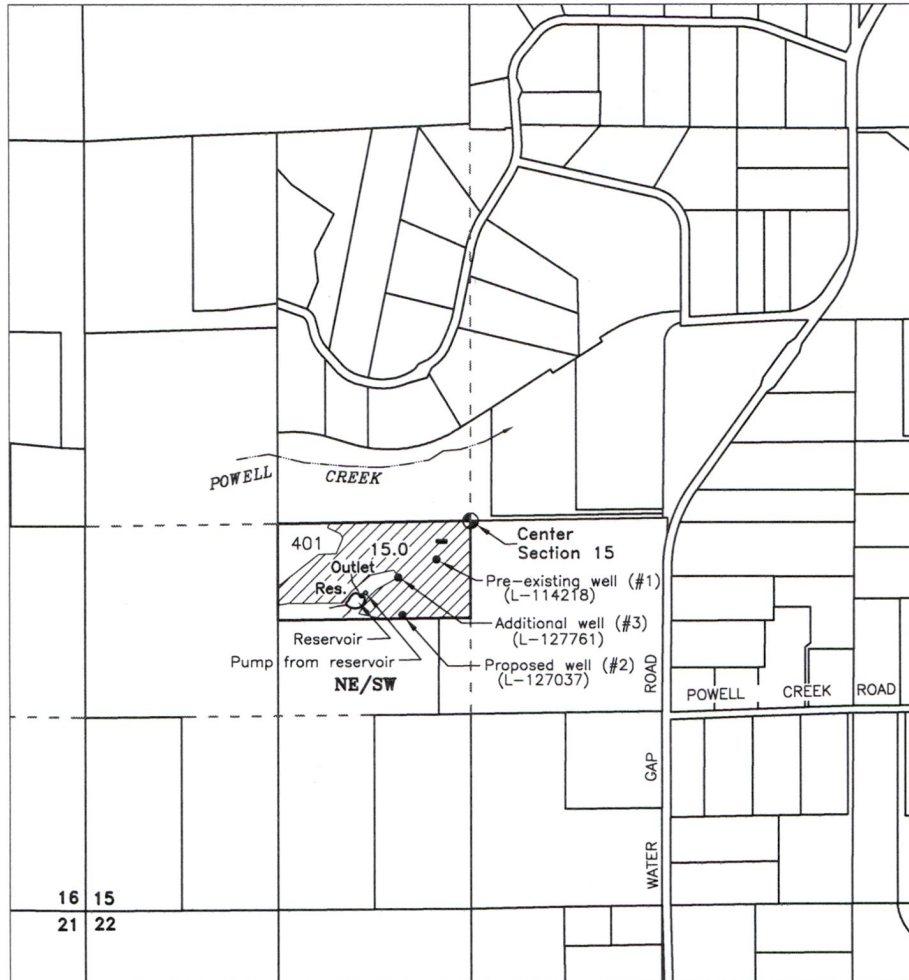 POWELL CREEK
Center
Section 15
401
15.0
Outlet
Res.
Pre-existing well (#1)
(L-114218)
Additional well (#3)
(L-127761)
Reservoir
Pump from reservoir
Proposed well (#2)
(L-127037)
NE/SW
POWELL CREEK ROAD
WATER GAP ROAD
16 15
21 22